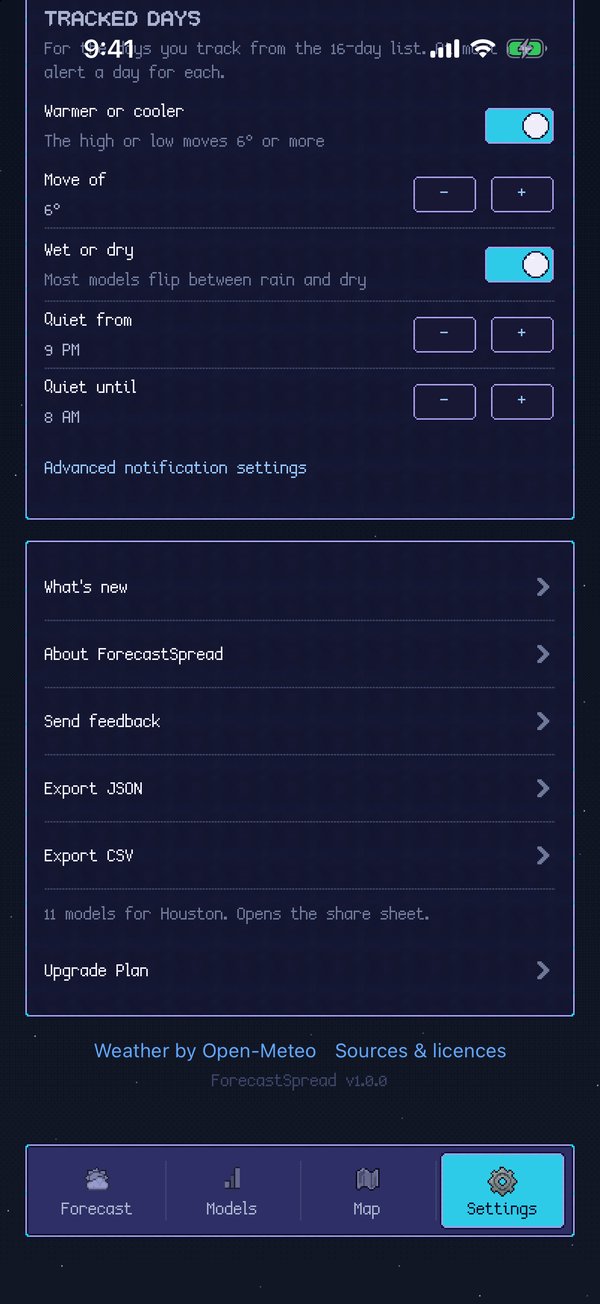 TRACKED DAYS
For the days you track from the 16-day list. At most
alert a day for each.
9:41
Warmer or cooler
The high or low moves 6° or more
Move of
6°
-
+
Wet or dry
Most models flip between rain and dry
Quiet from
9 PM
-
+
Quiet until
8 AM
-
+
Advanced notification settings
What's new
About ForecastSpread
Send feedback
Export JSON
Export CSV
11 models for Houston. Opens the share sheet.
Upgrade Plan
Weather by Open-Meteo Sources & licences
ForecastSpread v1.0.0
Forecast Models Map Settings